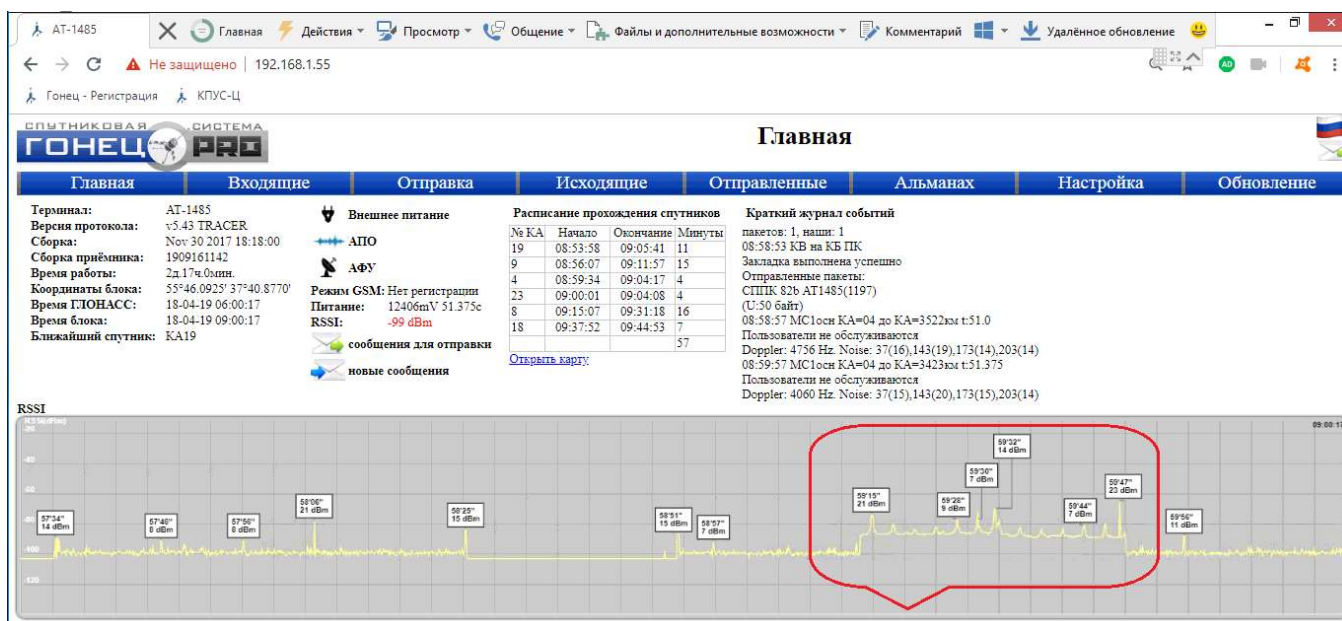 AT-1485
Главная
Действия
Просмотр
Общение
Файлы и дополнительные возможности
Комментарий
Удалённое обновление
Не защищено | 192.168.1.55
Гонец - Регистрация
КПУС-Ц
СПУТНИКОВАЯ СИСТЕМА
ГОНЕЦ PRO
Главная
Главная Входящие Отправка Исходящие Отправленные Альманах Настройка Обновление
Терминал: AT-1485
Версия протокола: v5.43 TRACER
Сборка: Nov 30 2017 18:18:00
Сборка приёмника: 1909161142
Время работы: 2д.17ч.0мин.
Координаты блока: 55°46.0925' 37°40.8770'
Время ГЛОНАСС: 18-04-19 06:00:17
Время блока: 18-04-19 09:00:17
Ближайший спутник: КА19
Внешнее питание
АПО
АФУ
Режим GSM: Нет регистрации
Питание: 12406mV 51.375c
RSSI: -99 dBm
сообщения для отправки
новые сообщения
Расписание прохождения спутников
№ КА Начало Окончание Минуты
19 08:53:58 09:05:41 11
9 08:56:07 09:11:57 15
4 08:59:34 09:04:17 4
23 09:00:01 09:04:08 4
8 09:15:07 09:31:18 16
18 09:37:52 09:44:53 7
57
Открыть карту
Краткий журнал событий
пакетов: 1, наши: 1
08:58:53 КВ на КБ ПК
Закладка выполнена успешно
Отправленные пакеты:
СППК 82b AT1485(1197)
(U:50 байт)
08:58:57 МС1осн КА=04 до КА=3522км t:51.0
Пользователи не обслуживаются
Doppler: 4756 Hz. Noise: 37(16),143(19),173(14),203(14)
08:59:57 МС1осн КА=04 до КА=3423км t:51.375
Пользователи не обслуживаются
Doppler: 4060 Hz. Noise: 37(15),143(20),173(15),203(14)
RSSI
RSSI(dBm)
09:00:17
-20
-40
-60
-80
-100
-120
57'34"
14 dBm
57'48"
8 dBm
57'56"
8 dBm
58'06"
21 dBm
58'25"
15 dBm
58'51"
15 dBm
58'57"
7 dBm
59'15"
21 dBm
59'28"
9 dBm
59'30"
7 dBm
59'32"
14 dBm
59'44"
7 dBm
59'47"
23 dBm
59'56"
11 dBm